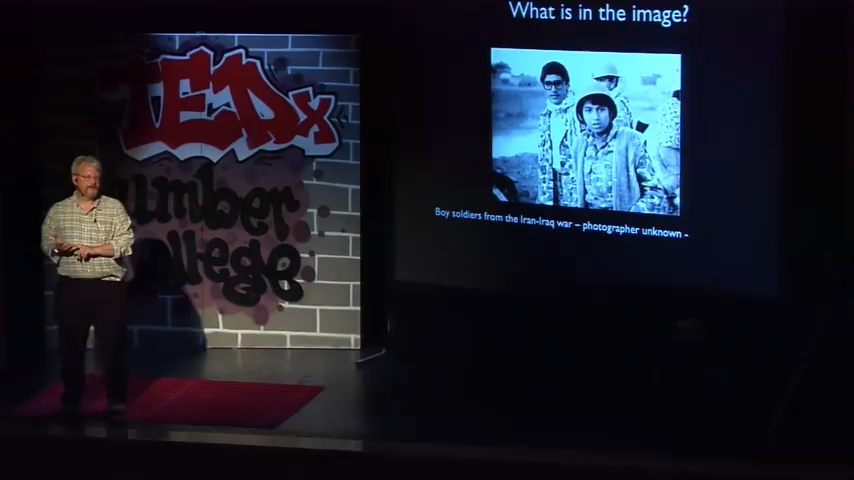 What is in the image?
TEDx
umber
llege
Boy soldiers from the Iran-Iraq war – photographer unknown -